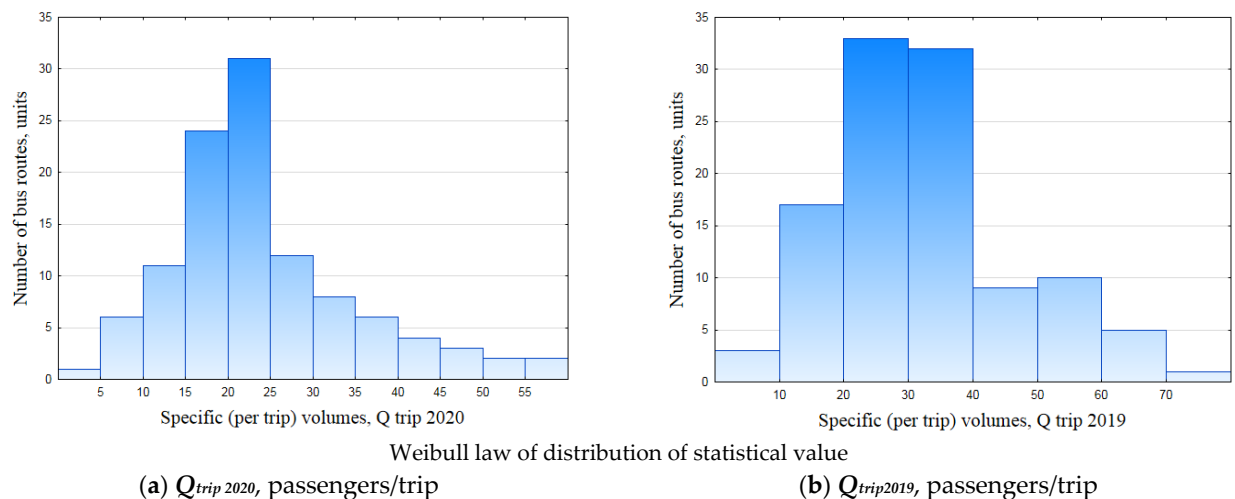 35
30
25
20
15
10
5
0
Number of bus routes, units
5 10 15 20 25 30 35 40 45 50 55
Specific (per trip) volumes, Q trip 2020
35
30
25
20
15
10
5
0
Number of bus routes, units
10 20 30 40 50 60 70
Specific (per trip) volumes, Q trip 2019
Weibull law of distribution of statistical value
(a) Qtrip 2020, passengers/trip
(b) Qtrip2019, passengers/trip